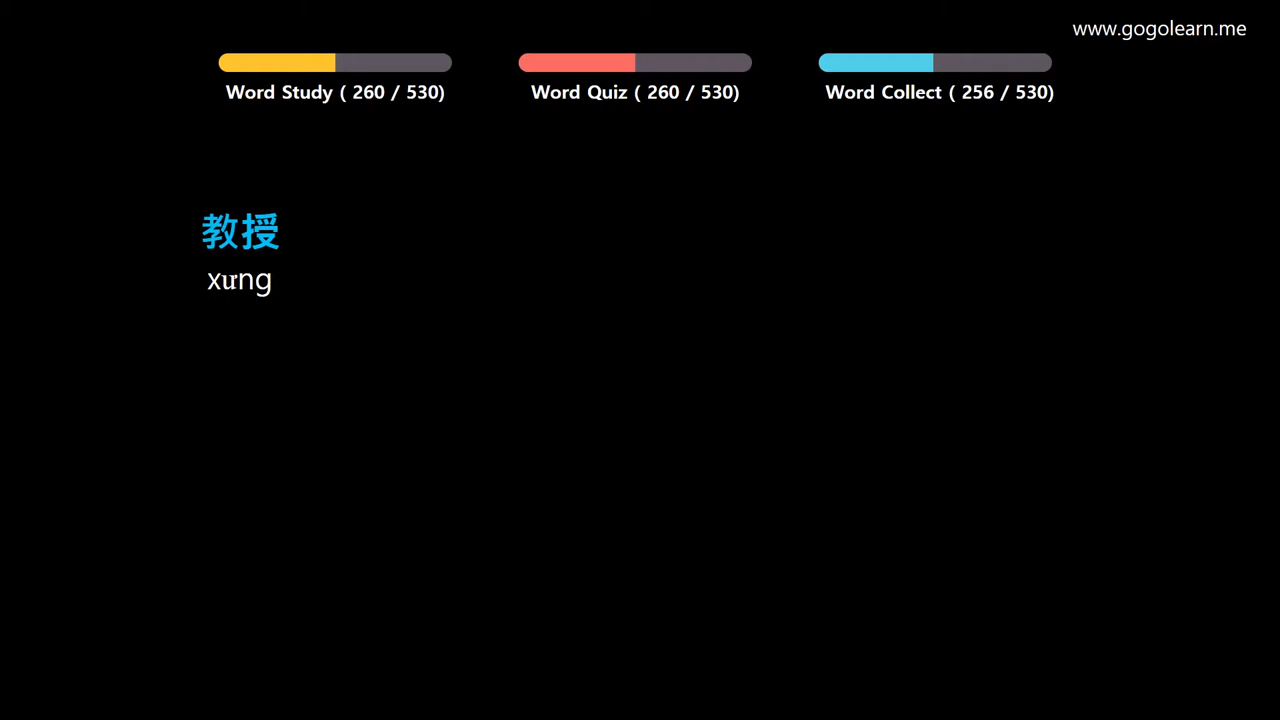 www.gogolearn.me
Word Study ( 260 / 530)
Word Quiz ( 260 / 530)
Word Collect ( 256 / 530)
教授
xưng